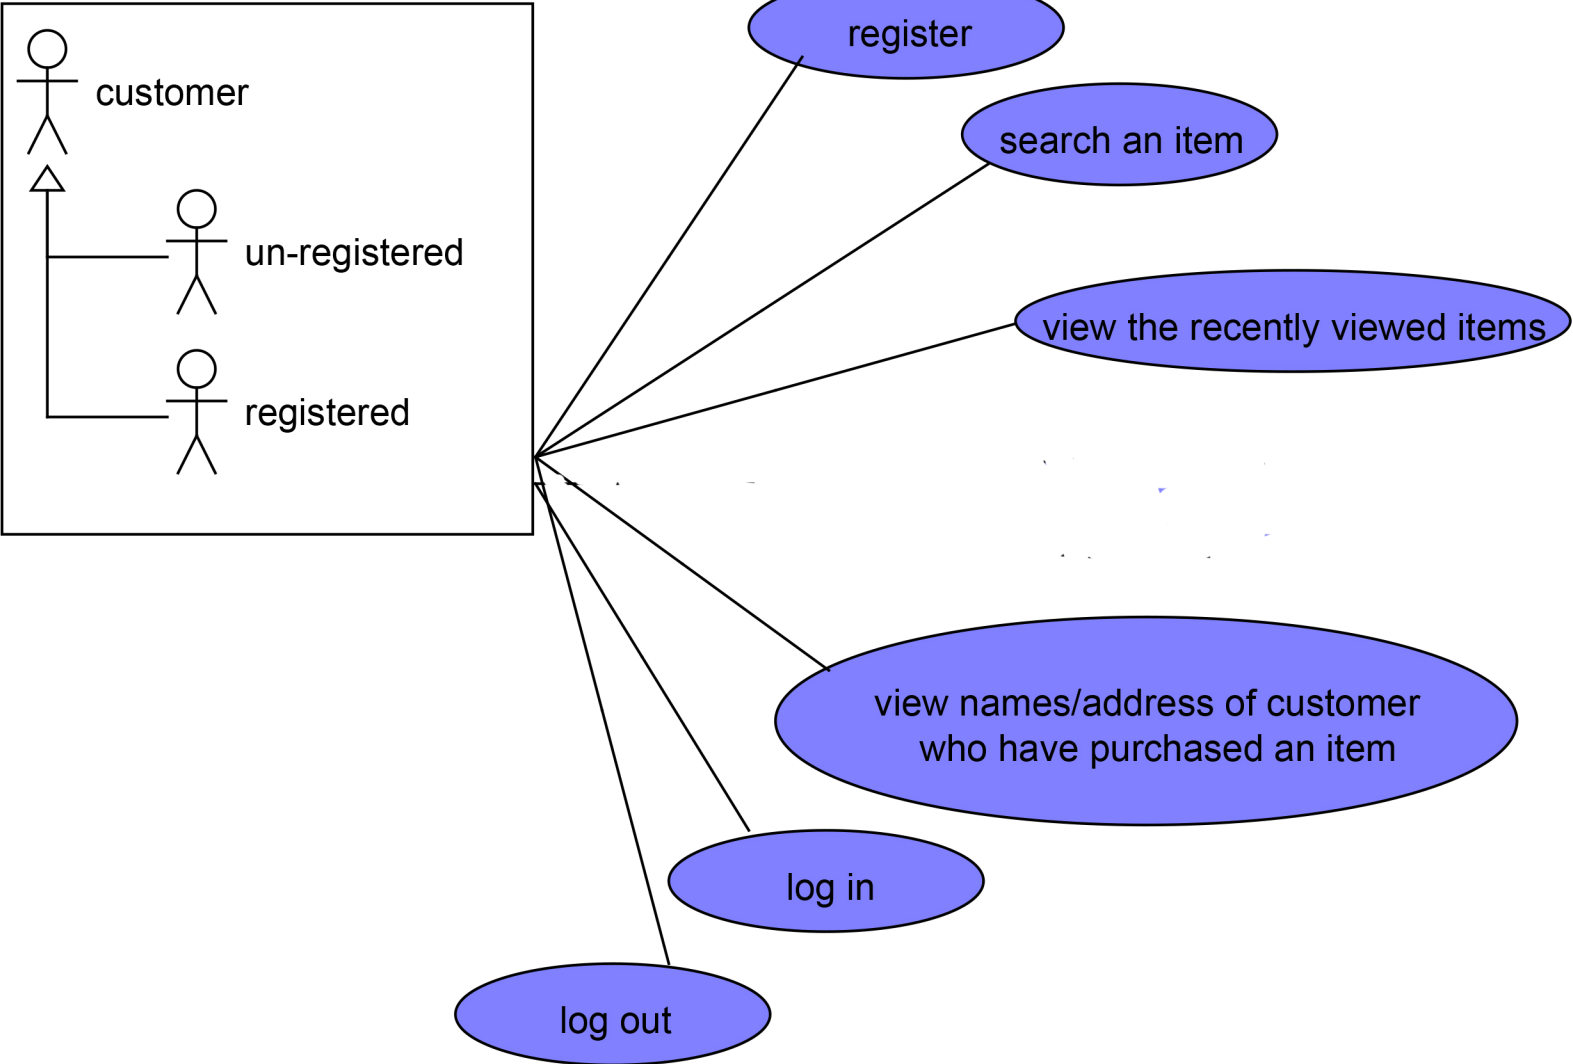 register
customer
search an item
un-registered
view the recently viewed items
registered
view names/address of customer
who have purchased an item
log in
log out